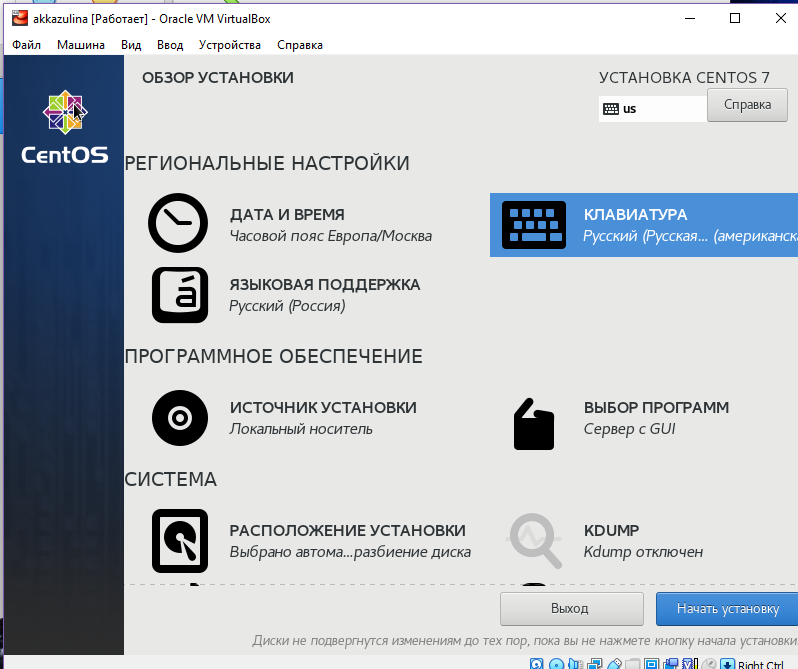 akkazulina [Работает] - Oracle VM VirtualBox
Файл Машина Вид Ввод Устройства Справка
ОБЗОР УСТАНОВКИ
УСТАНОВКА CENTOS 7
us
Справка
CentOS
РЕГИОНАЛЬНЫЕ НАСТРОЙКИ
ДАТА И ВРЕМЯ
Часовой пояс Европа/Москва
КЛАВИАТУРА
Русский (Русская... (американска
ЯЗЫКОВАЯ ПОДДЕРЖКА
Русский (Россия)
ПРОГРАММНОЕ ОБЕСПЕЧЕНИЕ
ИСТОЧНИК УСТАНОВКИ
Локальный носитель
ВЫБОР ПРОГРАММ
Сервер с GUI
СИСТЕМА
РАСПОЛОЖЕНИЕ УСТАНОВКИ
Выбрано автома...разбиение диска
KDUMP
Kdump отключен
Выход
Начать установку
Диски не подвергнутся изменениям до тех пор, пока вы не нажмете кнопку начала установки
Right Ctrl